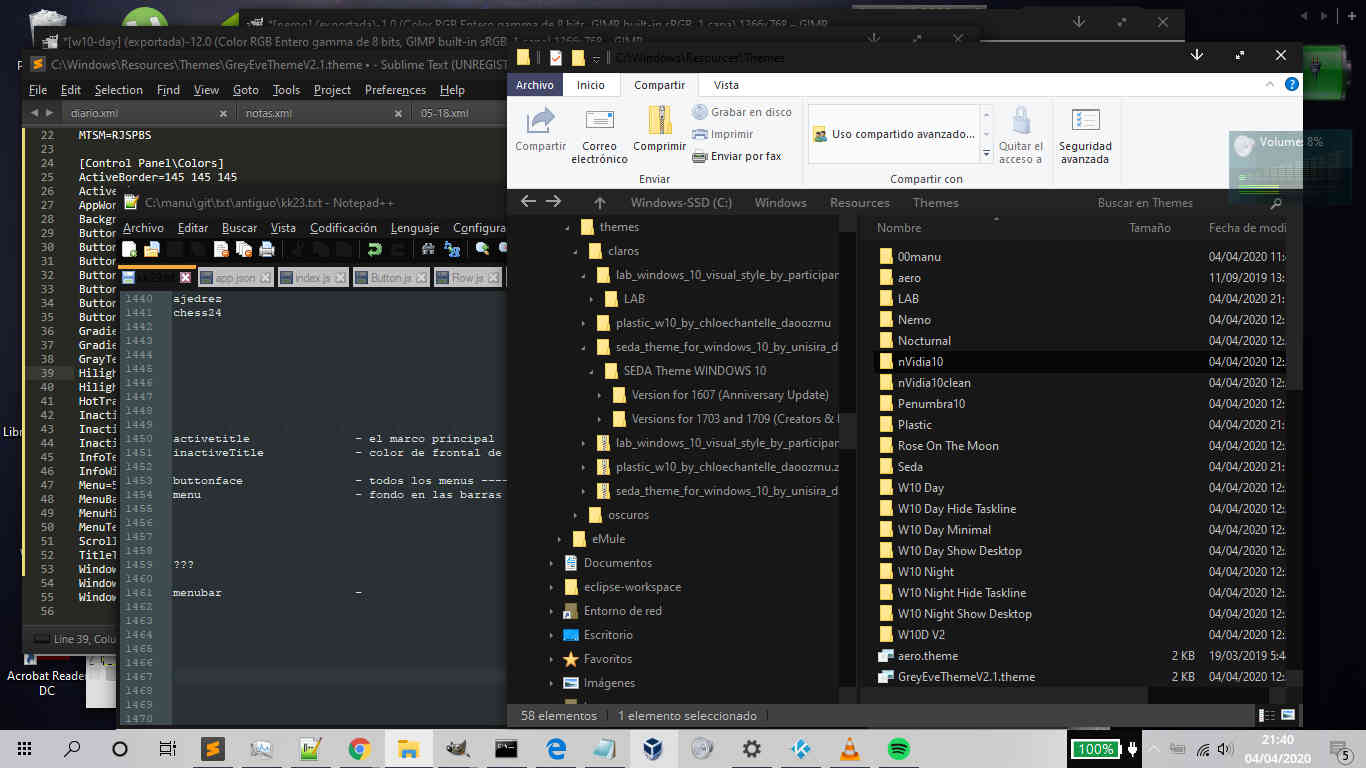 *[nemo] (exportada)-1.0 (Color RGB Entero gamma de 8 bits, GIMP built-in sRGB, 1 capa) 1366x768 – GIMP
*[w10-day] (exportada)-12.0 (Color RGB Entero gamma de 8 bits, GIMP built-in sRGB, 1 capa) 1366x768 – GIMP
C:\Windows\Resources\Themes\GreyEveThemeV2.1.theme • - Sublime Text (UNREGIST
File Edit Selection Find View Goto Tools Project Preferences Help
diario.xml notas.xml 05-18.xml
22 MTSM=RJSPBS
23
24 [Control Panel\Colors]
25 ActiveBorder=145 145 145
26 Active
27 AppWor
28 Backgr
29 Button
30 Button
31 Button
32 Button
33 Button
34 Button
35 Button
36 Gradie
37 Gradie
38 GrayTe
39 Hiligh
40 Hiligh
41 HotTra
42 Inacti
43 Inacti
44 Inacti
45 InfoTe
46 InfoWi
47 Menu=5
48 MenuBa
49 MenuHi
50 MenuTe
51 Scroll
52 TitleT
53 Window
54 Window
55 Window
56
Line 39, Colu
C:\manu\git\txt\antiguo\kk23.txt - Notepad++
Archivo Editar Buscar Vista Codificación Lenguaje Configura
app.json index.js Button.js Row.js
1440 ajedrez
1441 chess24
1442
1443
1444
1445
1446
1447
1448
1449
1450 activetitle - el marco principal
1451 inactiveTitle - color de frontal de
1452
1453 buttonface - todos los menus ----
1454 menu - fondo en las barras
1455
1456
1457
1458
1459 ???
1460
1461 menubar -
1462
1463
1464
1465
1466
1467
1468
1469
1470
C:\Windows\Resources\Themes
Archivo Inicio Compartir Vista
Compartir
Correo electrónico
Comprimir
Grabar en disco
Imprimir
Enviar por fax
Enviar
Uso compartido avanzado...
Quitar el acceso a
Compartir con
Seguridad avanzada
Windows-SSD (C:) Windows Resources Themes Buscar en Themes
themes
claros
lab_windows_10_visual_style_by_participan
LAB
plastic_w10_by_chloechantelle_daoozmu
seda_theme_for_windows_10_by_unisira_d
SEDA Theme WINDOWS 10
Version for 1607 (Anniversary Update)
Versions for 1703 and 1709 (Creators &
lab_windows_10_visual_style_by_participan
plastic_w10_by_chloechantelle_daoozmu.z
seda_theme_for_windows_10_by_unisira_d
oscuros
eMule
Documentos
eclipse-workspace
Entorno de red
Escritorio
Favoritos
Imágenes
Nombre Tamaño Fecha de modi
00manu 04/04/2020 11:
aero 11/09/2019 13:
LAB 04/04/2020 21:
Nemo 04/04/2020 12:
Nocturnal 04/04/2020 12:
nVidia10 04/04/2020 12:
nVidia10clean 04/04/2020 12:
Penumbra10 04/04/2020 12:
Plastic 04/04/2020 21:
Rose On The Moon 04/04/2020 12:
Seda 04/04/2020 21:
W10 Day 04/04/2020 12:
W10 Day Hide Taskline 04/04/2020 12:
W10 Day Minimal 04/04/2020 12:
W10 Day Show Desktop 04/04/2020 12:
W10 Night 04/04/2020 12:
W10 Night Hide Taskline 04/04/2020 12:
W10 Night Show Desktop 04/04/2020 12:
W10D V2 04/04/2020 12:
aero.theme 2 KB 19/03/2019 5:4
GreyEveThemeV2.1.theme 2 KB 04/04/2020 12:
58 elementos 1 elemento seleccionado
Volume: 8%
Libr
Acrobat Reader DC
100%
21:40
04/04/2020
5